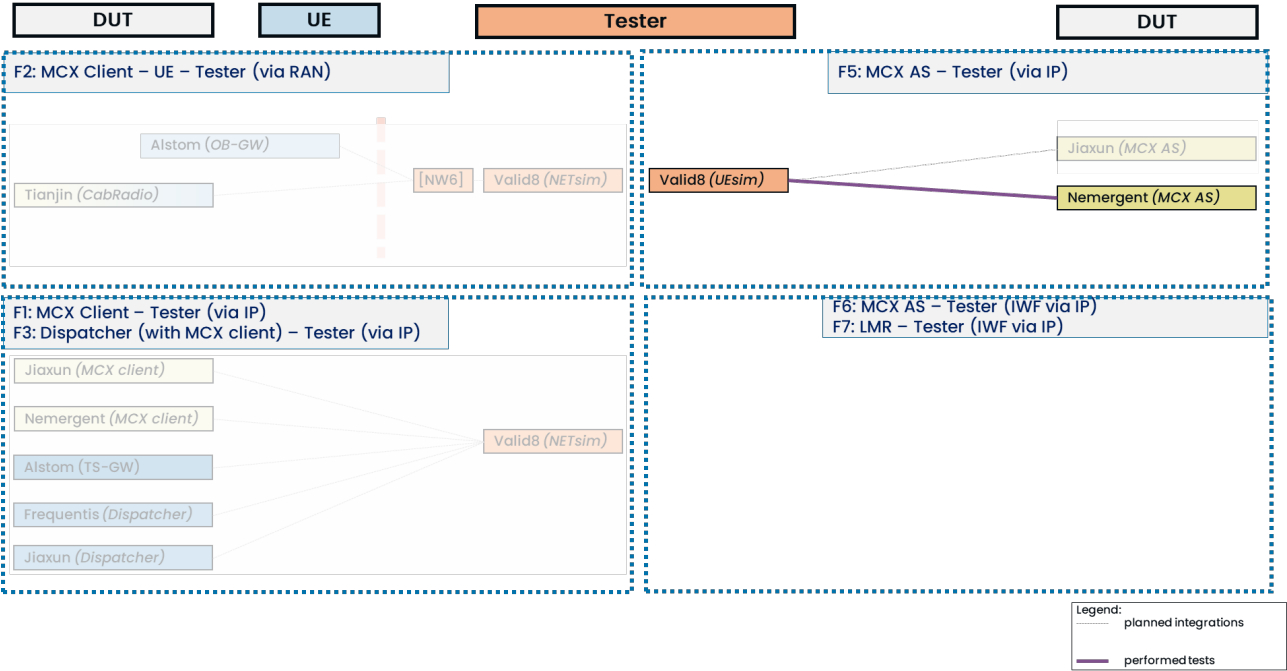 DUT
UE
Tester
DUT
F2: MCX Client – UE – Tester (via RAN)
Alstom (OB-GW)
Tianjin (CabRadio)
[NW6]
Valid8 (NETsim)
F5: MCX AS – Tester (via IP)
Valid8 (UEsim)
Jiaxun (MCX AS)
Nemergent (MCX AS)
F1: MCX Client – Tester (via IP)
F3: Dispatcher (with MCX client) – Tester (via IP)
Jiaxun (MCX client)
Nemergent (MCX client)
Alstom (TS-GW)
Frequentis (Dispatcher)
Jiaxun (Dispatcher)
Valid8 (NETsim)
F6: MCX AS – Tester (IWF via IP)
F7: LMR – Tester (IWF via IP)
Legend:
planned integrations
performed tests